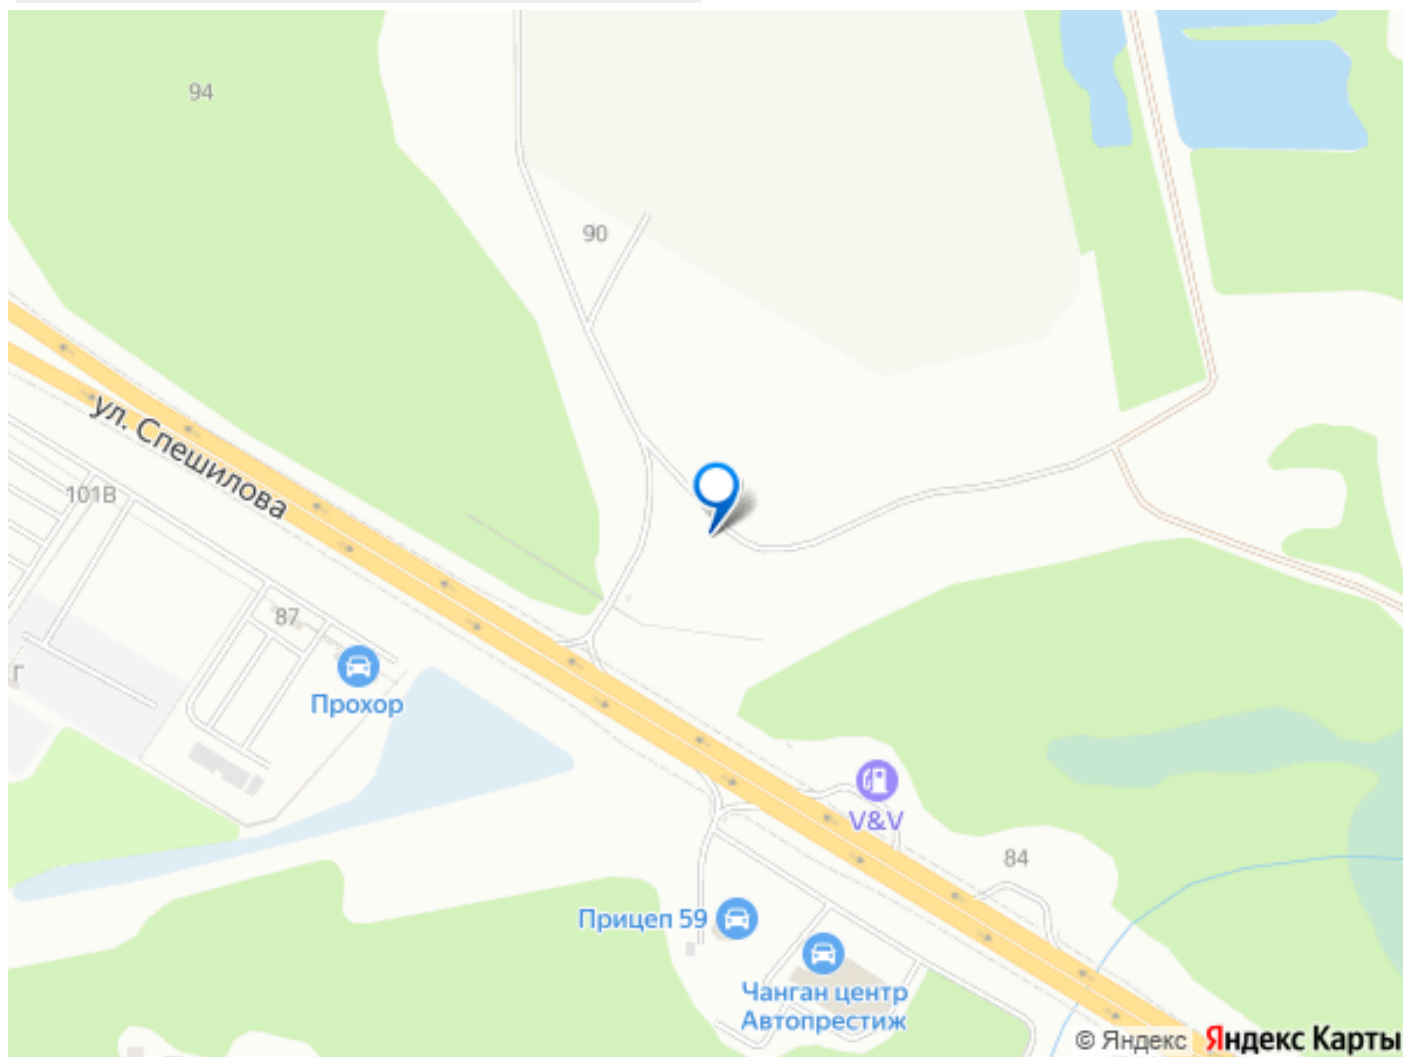 94
90
ул. Спешилова
101В
87
Г
Прохор
V&V
84
Прицеп 59
Чанган центр
Автопрестиж
© Яндекс Яндекс Карты